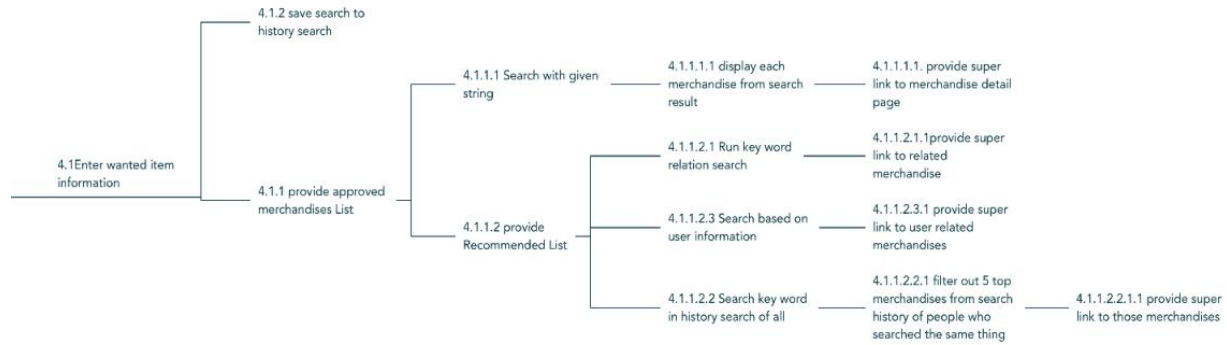 4.1.2 save search to
history search
4.1.1.1 Search with given
string
4.1.1.1.1 display each
merchandise from search
result
4.1.1.1.1. provide super
link to merchandise detail
page
4.1Enter wanted item
information
4.1.1 provide approved
merchandises List
4.1.1.2 provide
Recommended List
4.1.1.2.1 Run key word
relation search
4.1.1.2.1.1provide super
link to related
merchandise
4.1.1.2.3 Search based on
user information
4.1.1.2.3.1 provide super
link to user related
merchandises
4.1.1.2.2 Search key word
in history search of all
4.1.1.2.2.1 filter out 5 top
merchandises from search
history of people who
searched the same thing
4.1.1.2.2.1.1 provide super
link to those merchandises